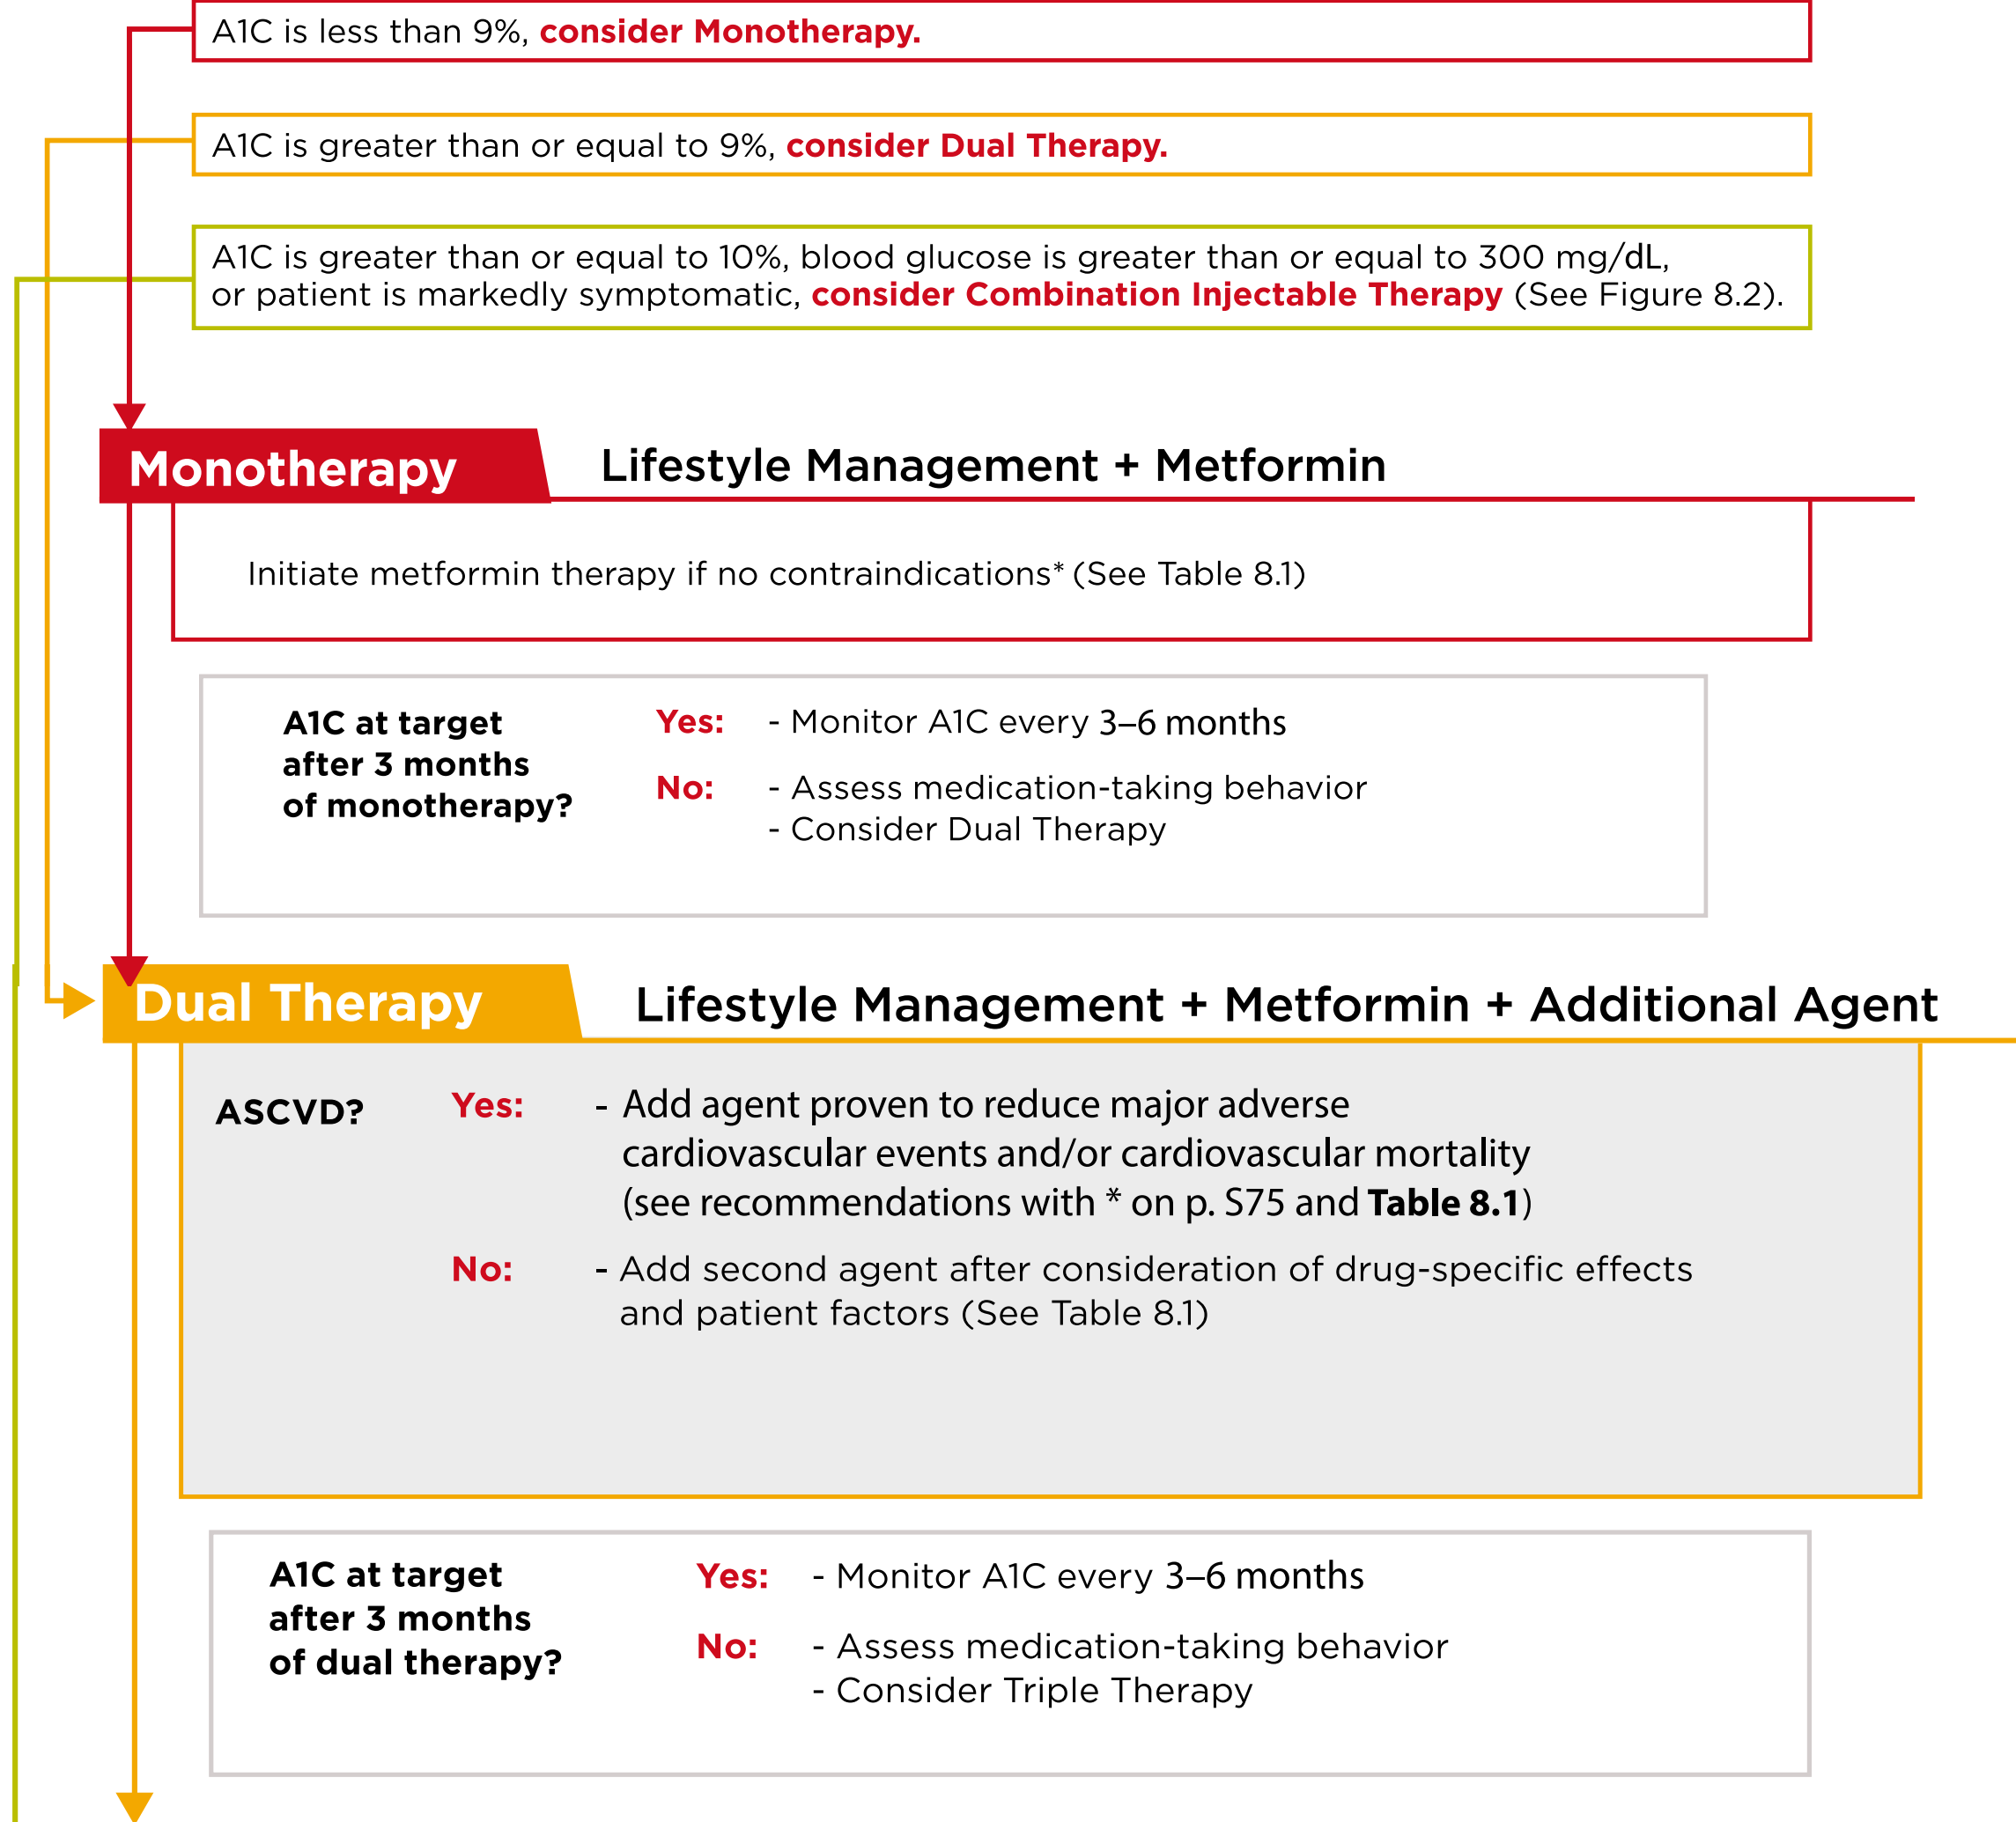 A1C is less than 9%, consider Monotherapy.
A1C is greater than or equal to 9%, consider Dual Therapy.
A1C is greater than or equal to 10%, blood glucose is greater than or equal to 300 mg/dL,
or patient is markedly symptomatic, consider Combination Injectable Therapy (See Figure 8.2).
Monotherapy
Lifestyle Management + Metformin
Initiate metformin therapy if no contraindications* (See Table 8.1)
A1C at target
after 3 months
of monotherapy?
Yes: - Monitor A1C every 3–6 months
No: - Assess medication-taking behavior
- Consider Dual Therapy
Dual Therapy
Lifestyle Management + Metformin + Additional Agent
ASCVD?
Yes: - Add agent proven to reduce major adverse
cardiovascular events and/or cardiovascular mortality
(see recommendations with * on p. S75 and Table 8.1)
No: - Add second agent after consideration of drug-specific effects
and patient factors (See Table 8.1)
A1C at target
after 3 months
of dual therapy?
Yes: - Monitor A1C every 3–6 months
No: - Assess medication-taking behavior
- Consider Triple Therapy